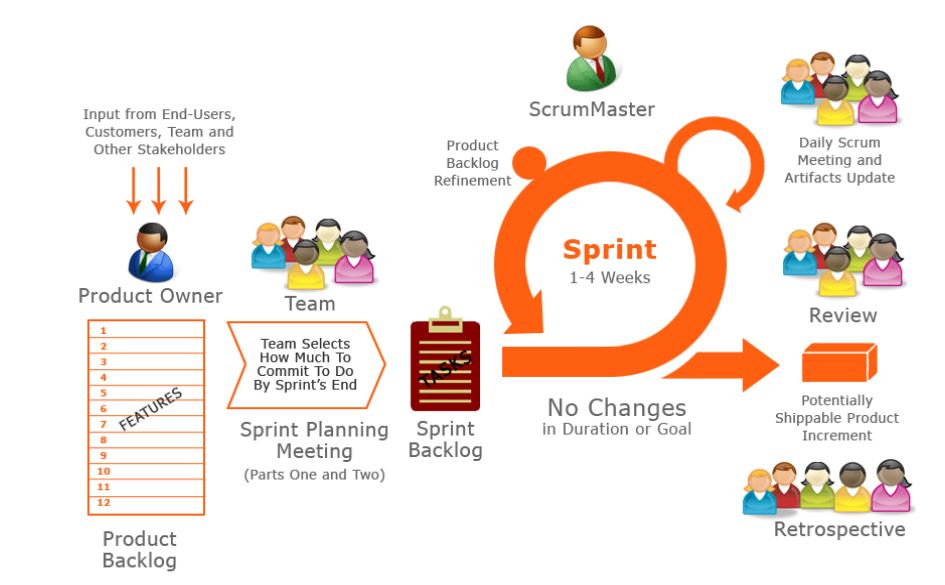 Input from End-Users,
Customers, Team and
Other Stakeholders
Product Owner
1
2
3
4
5
6
7
8
9
10
11
12
FEATURES
Product
Backlog
Team
Team Selects
How Much To
Commit To Do
By Sprint's End
Sprint Planning
Meeting
(Parts One and Two)
TASKS
Sprint
Backlog
ScrumMaster
Product
Backlog
Refinement
Sprint
1-4 Weeks
No Changes
in Duration or Goal
Daily Scrum
Meeting and
Artifacts Update
Review
Potentially
Shippable Product
Increment
Retrospective